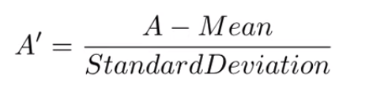 A′ = (A − Mean) / StandardDeviation